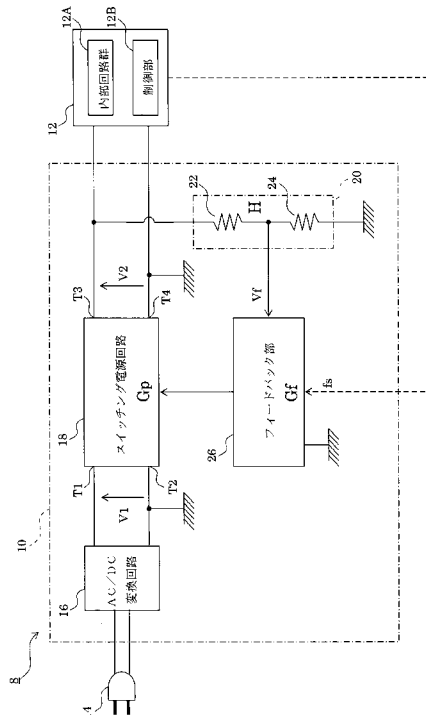 8
10
12
内部回路群
12A
制御部
12B
4
16
AC/DC
変換回路
T1
V1
T2
18
スイッチング電源回路
Gp
T3
V2
T4
22
H
24
20
Vf
26
フィードバック部
Gf
fs